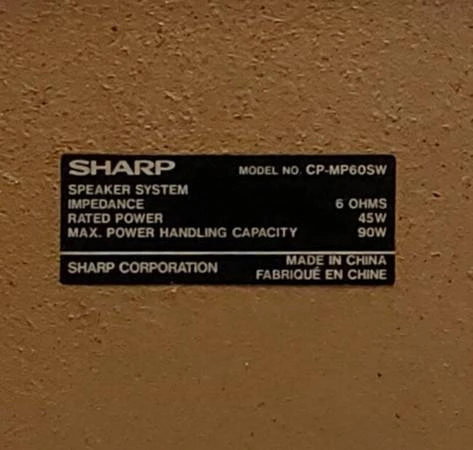 SHARP MODEL NO. CP-MP60SW
SPEAKER SYSTEM
IMPEDANCE 6 OHMS
RATED POWER 45W
MAX. POWER HANDLING CAPACITY 90W
SHARP CORPORATION MADE IN CHINA
FABRIQUÉ EN CHINE